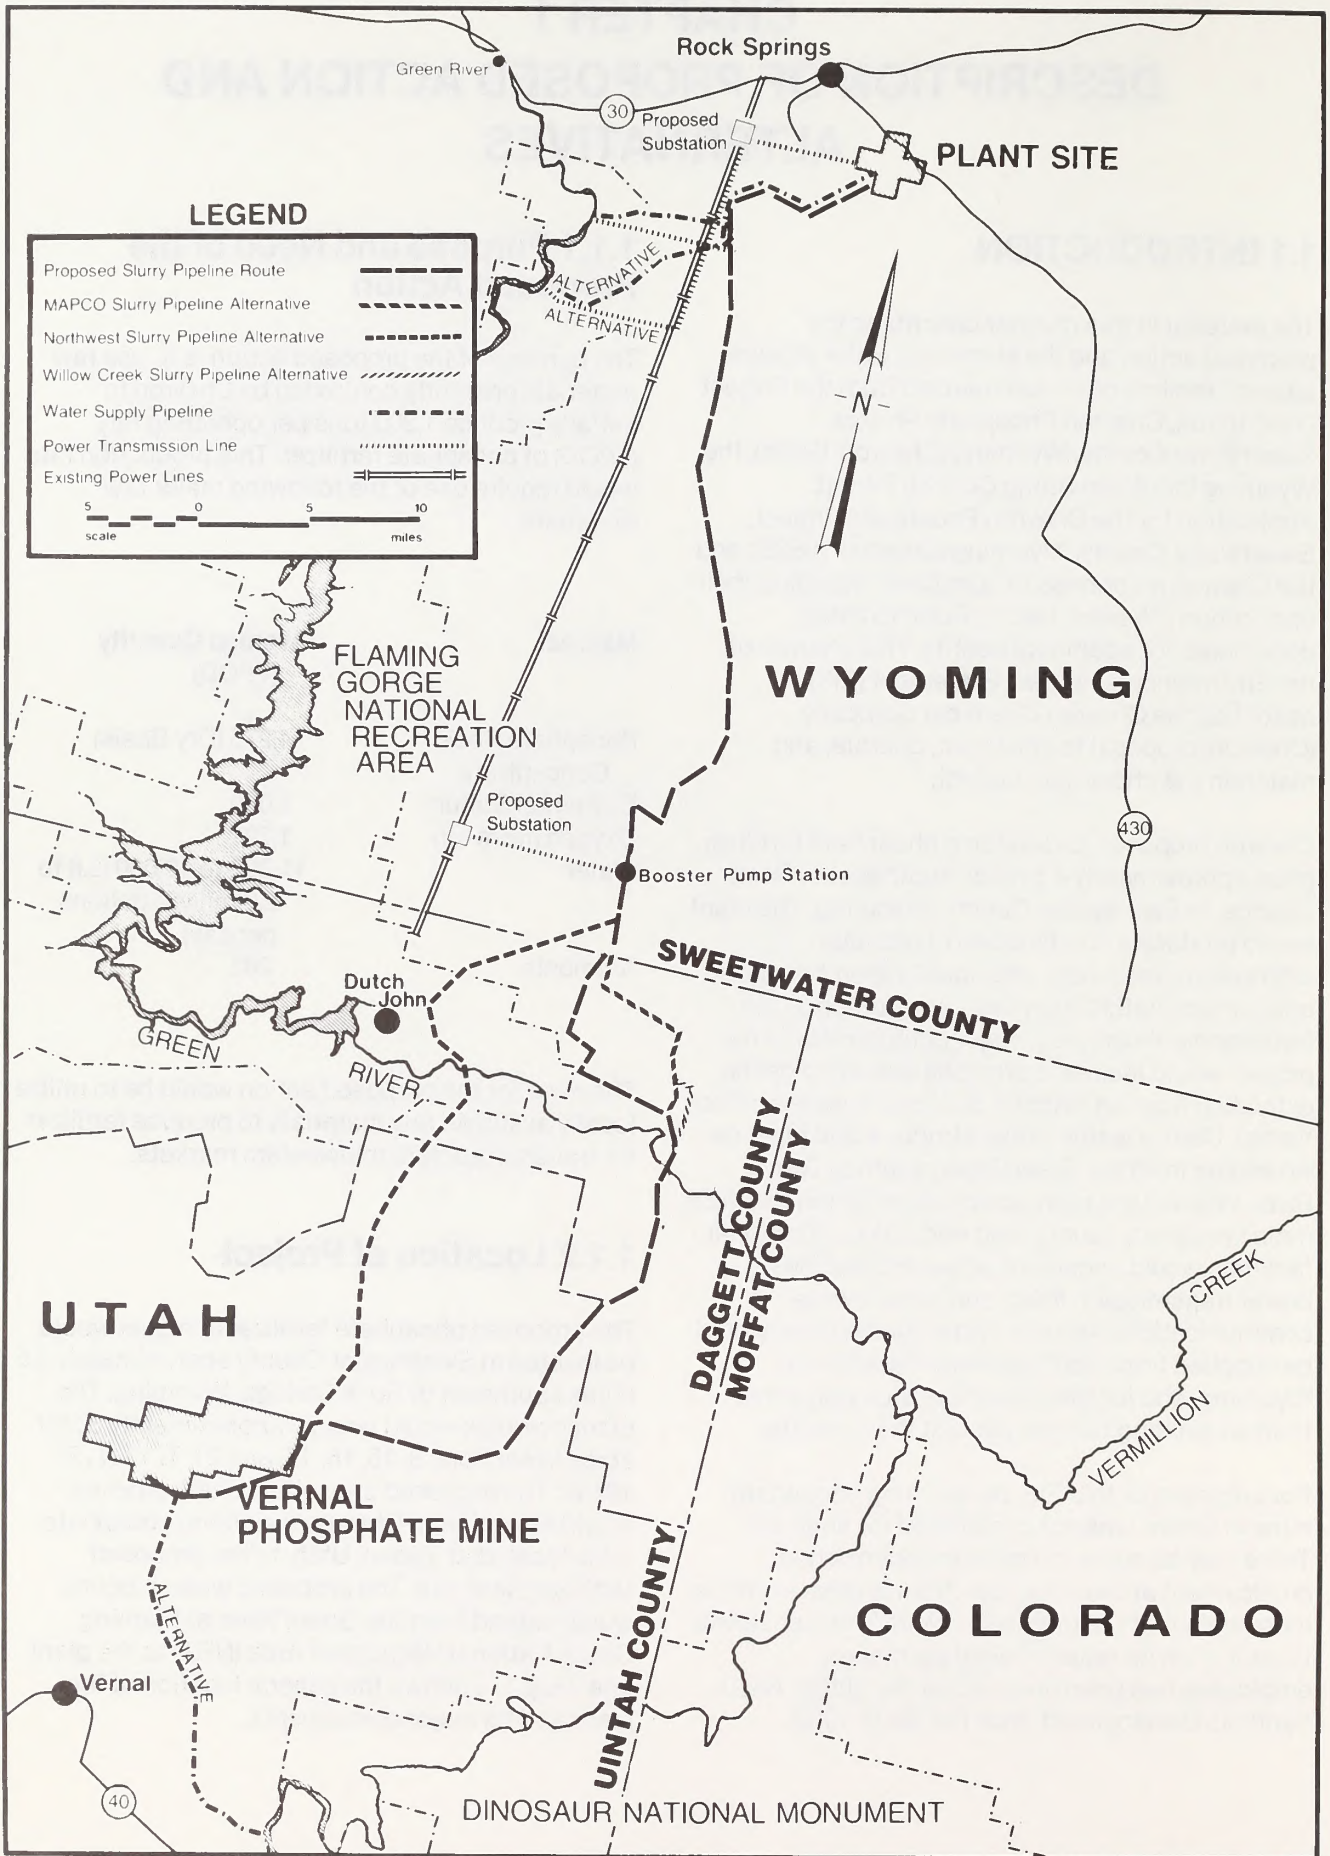 Rock Springs
Green River
30
Proposed
Substation
PLANT SITE
LEGEND
Proposed Slurry Pipeline Route
MAPCO Slurry Pipeline Alternative
Northwest Slurry Pipeline Alternative
Willow Creek Slurry Pipeline Alternative
Water Supply Pipeline
Power Transmission Line
Existing Power Lines
5 0 5 10
scale miles
ALTERNATIVE
ALTERNATIVE
N
FLAMING
GORGE
NATIONAL
RECREATION
AREA
WYOMING
Proposed
Substation
430
Booster Pump Station
SWEETWATER COUNTY
Dutch
John
GREEN
RIVER
DAGGETT COUNTY
MOFFAT COUNTY
UTAH
CREEK
VERMILLION
VERNAL
PHOSPHATE MINE
ALTERNATIVE
UINTAH COUNTY
COLORADO
Vernal
40
DINOSAUR NATIONAL MONUMENT